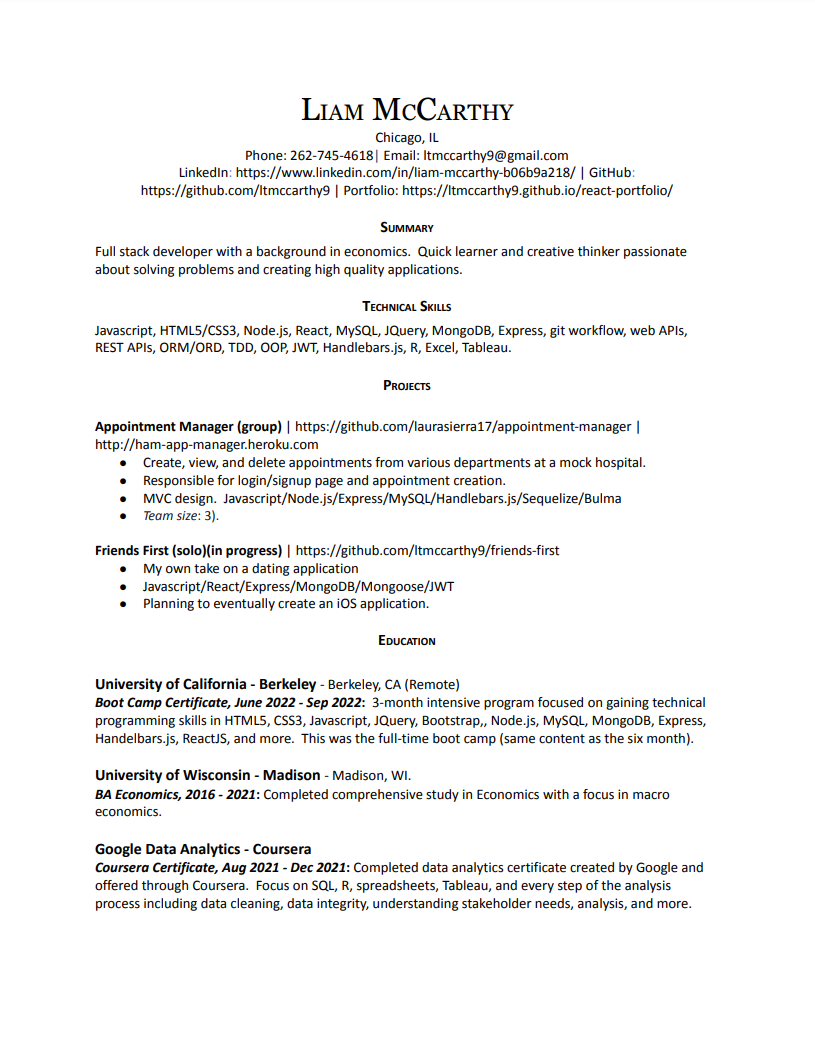 Liam McCarthy
Chicago, IL
Phone: 262-745-4618| Email: ltmccarthy9@gmail.com
LinkedIn: https://www.linkedin.com/in/liam-mccarthy-b06b9a218/ | GitHub:
https://github.com/ltmccarthy9 | Portfolio: https://ltmccarthy9.github.io/react-portfolio/
Summary
Full stack developer with a background in economics.  Quick learner and creative thinker passionate
about solving problems and creating high quality applications.
Technical Skills
Javascript, HTML5/CSS3, Node.js, React, MySQL, JQuery, MongoDB, Express, git workflow, web APIs,
REST APIs, ORM/ORD, TDD, OOP, JWT, Handlebars.js, R, Excel, Tableau.
Projects
Appointment Manager (group) | https://github.com/laurasierra17/appointment-manager |
http://ham-app-manager.heroku.com
● Create, view, and delete appointments from various departments at a mock hospital.
● Responsible for login/signup page and appointment creation.
● MVC design.  Javascript/Node.js/Express/MySQL/Handlebars.js/Sequelize/Bulma
● Team size: 3).
Friends First (solo)(in progress) | https://github.com/ltmccarthy9/friends-first
● My own take on a dating application
● Javascript/React/Express/MongoDB/Mongoose/JWT
● Planning to eventually create an iOS application.
Education
University of California - Berkeley - Berkeley, CA (Remote)
Boot Camp Certificate, June 2022 - Sep 2022:  3-month intensive program focused on gaining technical
programming skills in HTML5, CSS3, Javascript, JQuery, Bootstrap,, Node.js, MySQL, MongoDB, Express,
Handelbars.js, ReactJS, and more.  This was the full-time boot camp (same content as the six month).
University of Wisconsin - Madison - Madison, WI.
BA Economics, 2016 - 2021: Completed comprehensive study in Economics with a focus in macro
economics.
Google Data Analytics - Coursera
Coursera Certificate, Aug 2021 - Dec 2021: Completed data analytics certificate created by Google and
offered through Coursera.  Focus on SQL, R, spreadsheets, Tableau, and every step of the analysis
process including data cleaning, data integrity, understanding stakeholder needs, analysis, and more.